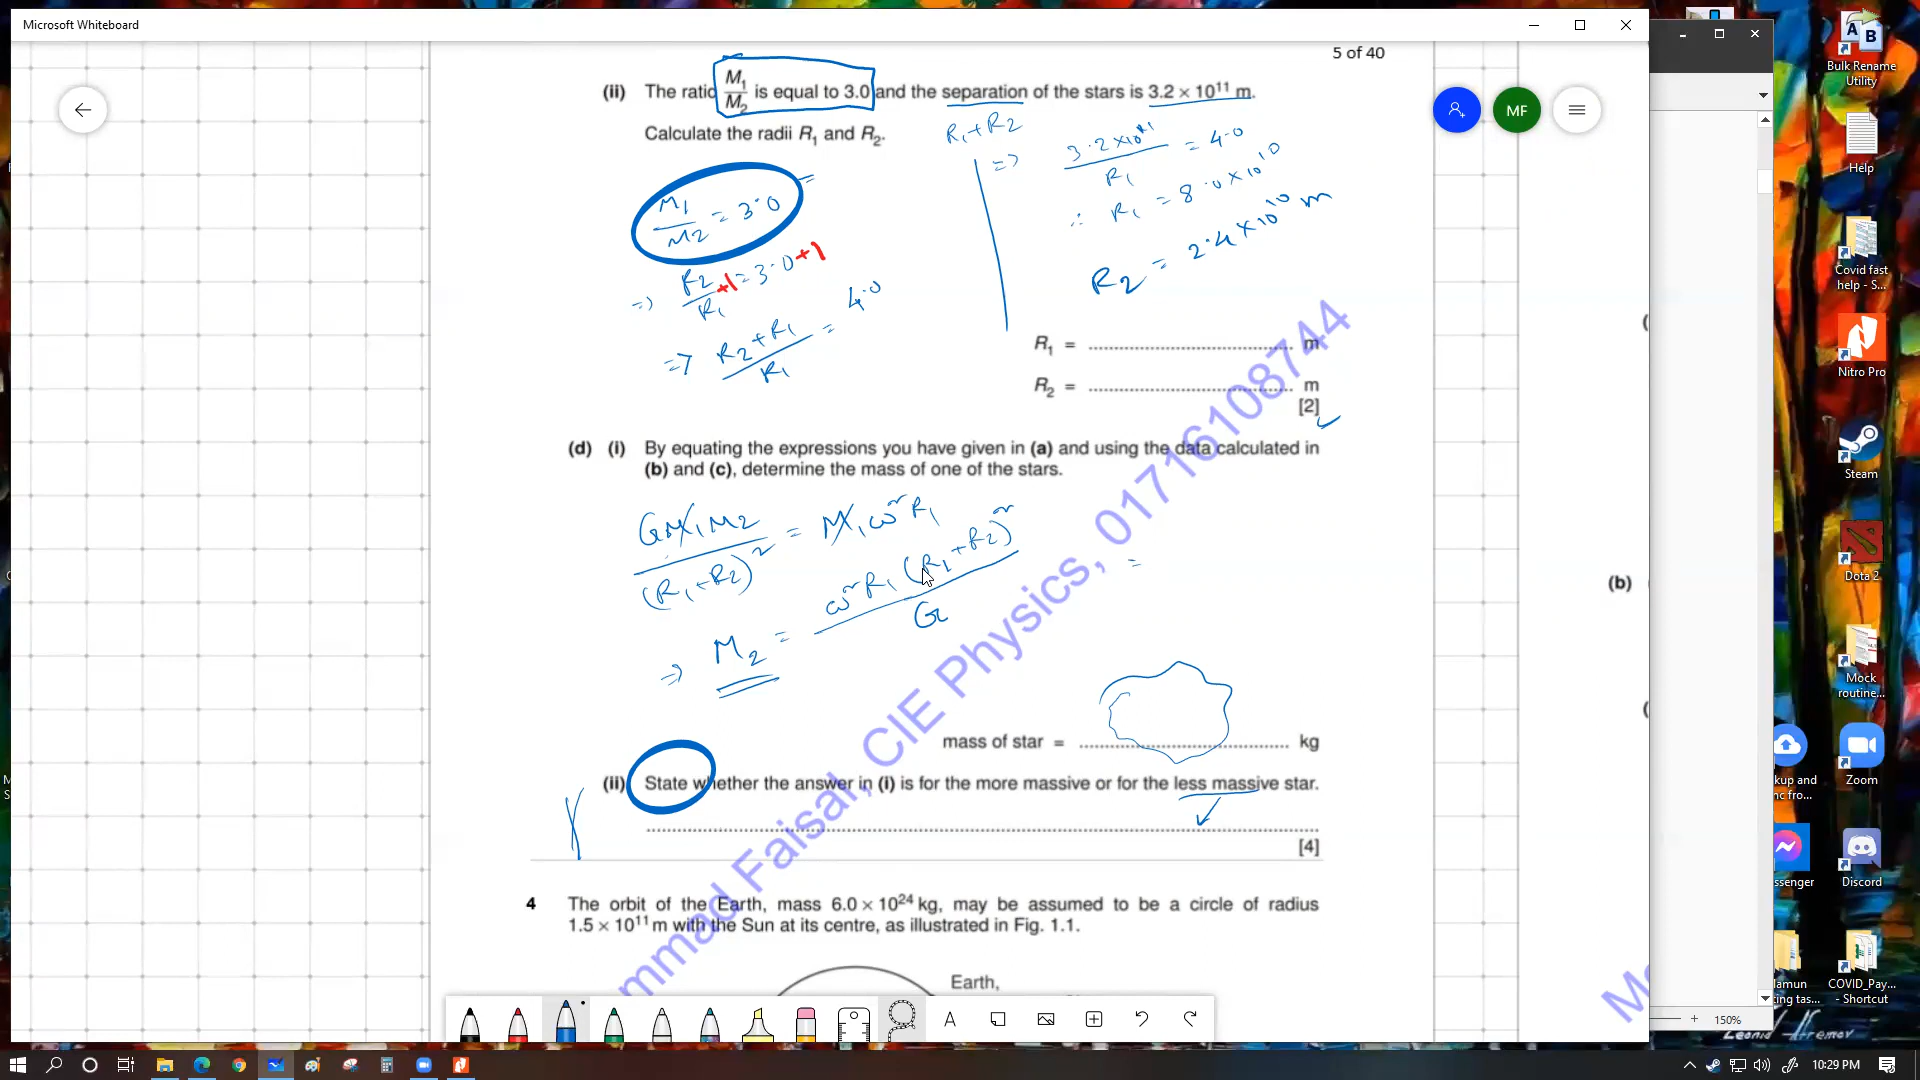 Microsoft Whiteboard
5 of 40
(ii) The ratio M1/M2 is equal to 3.0 and the separation of the stars is 3.2 × 10^11 m.
Calculate the radii R1 and R2.
R1+R2
M1/M2 = 3.0 =
=> R2/R1 +1 = 3.0 +1
=> R2+R1/R1 = 4.0
=> 3.2×10^11/R1 = 4.0
∴ R1 = 8.0×10^10
R2 = 2.4×10^10 m
R1 = ........ m
R2 = ........ m
[2]
(d) (i) By equating the expressions you have given in (a) and using the data calculated in
(b) and (c), determine the mass of one of the stars.
GM1M2/(R1+R2)^2 = M1ω^2R1
=> M2 = ω^2R1(R1+R2)^2/G =
mass of star = ........ kg
(ii) State whether the answer in (i) is for the more massive or for the less massive star.
[4]
4 The orbit of the Earth, mass 6.0 × 10^24 kg, may be assumed to be a circle of radius
1.5 × 10^11 m with the Sun at its centre, as illustrated in Fig. 1.1.
Earth,
mmad Faisal, CIE Physics, 01716108744
MF
(b)
Bulk Rename
Utility
Help
Covid fast
help - S...
Nitro Pro
Steam
Dota 2
Mock
routine...
Zoom
Discord
COVID_Pay...
- Shortcut
150%
Leonid Afremov
10:29 PM